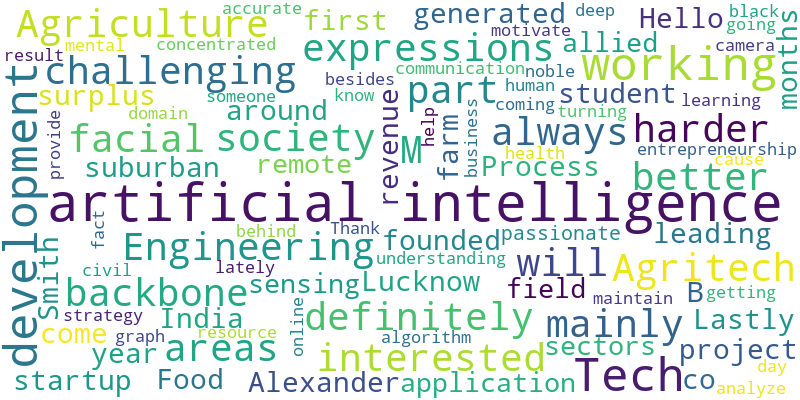 accurate deep black
Agriculture first generated motivate Hello going
mental concentrated expressions allied camera months
result challenging communication noble working
surplus besides part human student learning
someone know coming
domain around revenue turning
development provide facial society M help farm business always harder
suburban remote Process health entrepreneurship cause better
artificial intelligence
fact behind Thank passionate leading
Smith Engineering founded understanding
civil lately sensing Lucknow will Agritech
backbone field maintain B getting
strategy India online definitely mainly Lastly
graph resource algorithm
come year areas interested sectors project
startup Food Alexander application Tech co day analyze